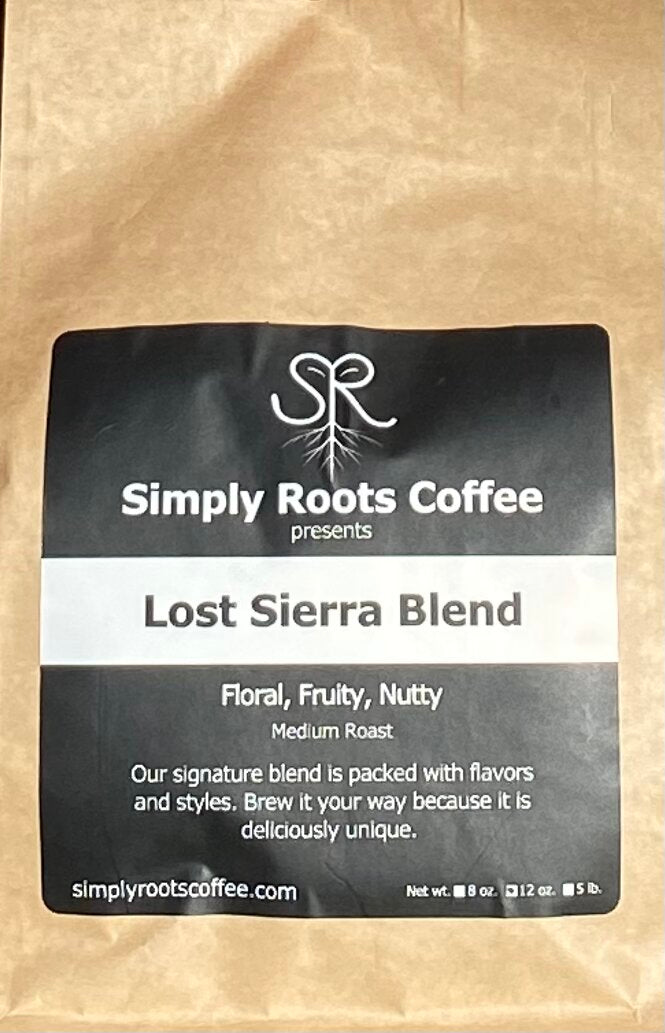 SR
Simply Roots Coffee
presents
Lost Sierra Blend
Floral, Fruity, Nutty
Medium Roast
Our signature blend is packed with flavors
and styles. Brew it your way because it is
deliciously unique.
simplyrootscoffee.com
Net wt. ■ 8 oz. ☑ 12 oz. ■ 5 lb.